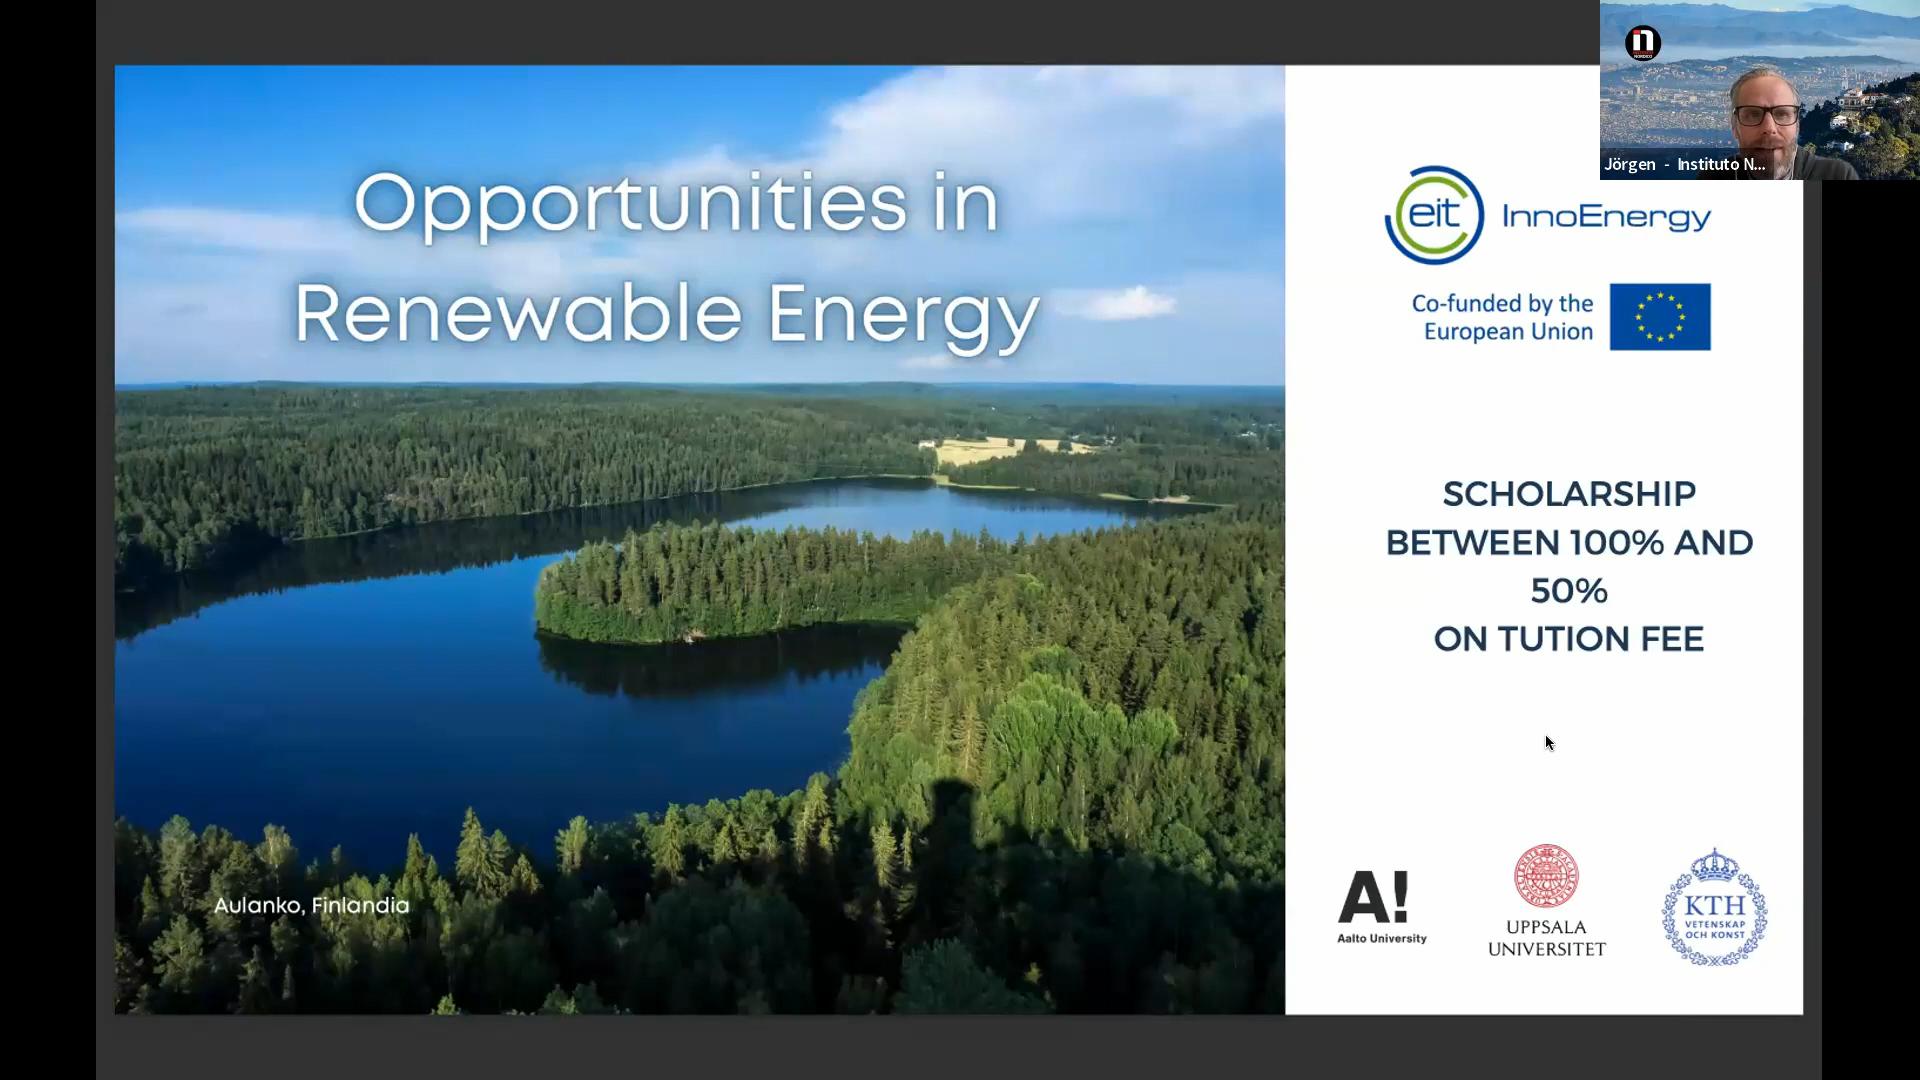 Opportunities in
Renewable Energy
Aulanko, Finlandia
Jörgen - Instituto N...
eit InnoEnergy
Co-funded by the
European Union
SCHOLARSHIP
BETWEEN 100% AND
50%
ON TUTION FEE
A!
Aalto University
UPPSALA
UNIVERSITET
KTH
VETENSKAP
OCH KONST